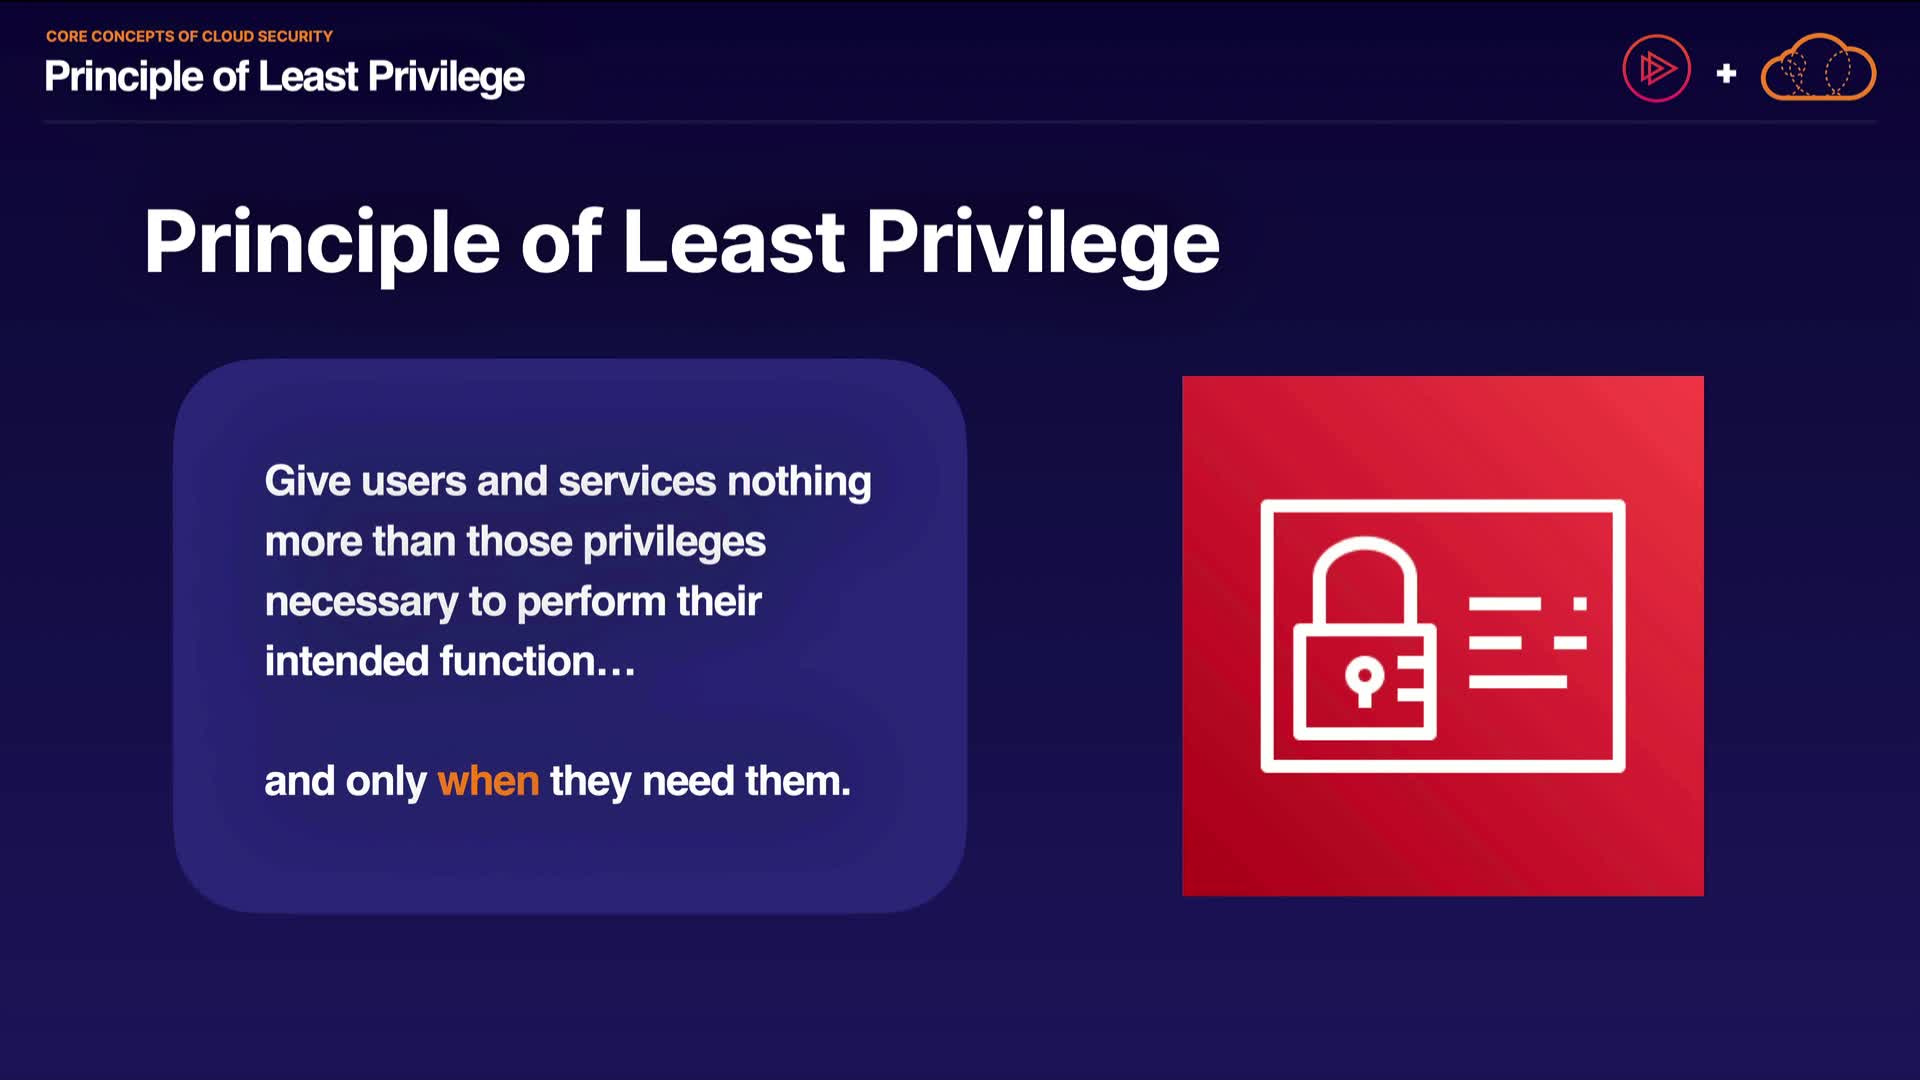 CORE CONCEPTS OF CLOUD SECURITY
Principle of Least Privilege
+
Principle of Least Privilege
Give users and services nothing
more than those privileges
necessary to perform their
intended function…
and only when they need them.